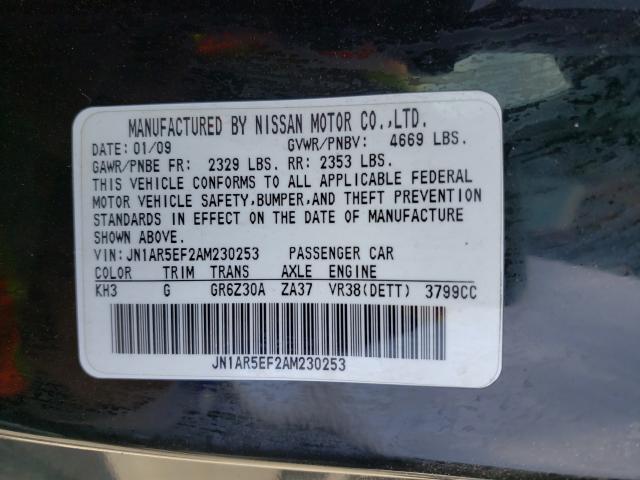 MANUFACTURED BY NISSAN MOTOR CO.,LTD.
DATE: 01/09 GVWR/PNBV: 4669 LBS.
GAWR/PNBE FR: 2329 LBS. RR: 2353 LBS.
THIS VEHICLE CONFORMS TO ALL APPLICABLE FEDERAL
MOTOR VEHICLE SAFETY,BUMPER,AND THEFT PREVENTION
STANDARDS IN EFFECT ON THE DATE OF MANUFACTURE
SHOWN ABOVE.
VIN:JN1AR5EF2AM230253 PASSENGER CAR
COLOR TRIM TRANS AXLE ENGINE
KH3 G GR6Z30A ZA37 VR38(DETT) 3799CC
JN1AR5EF2AM230253